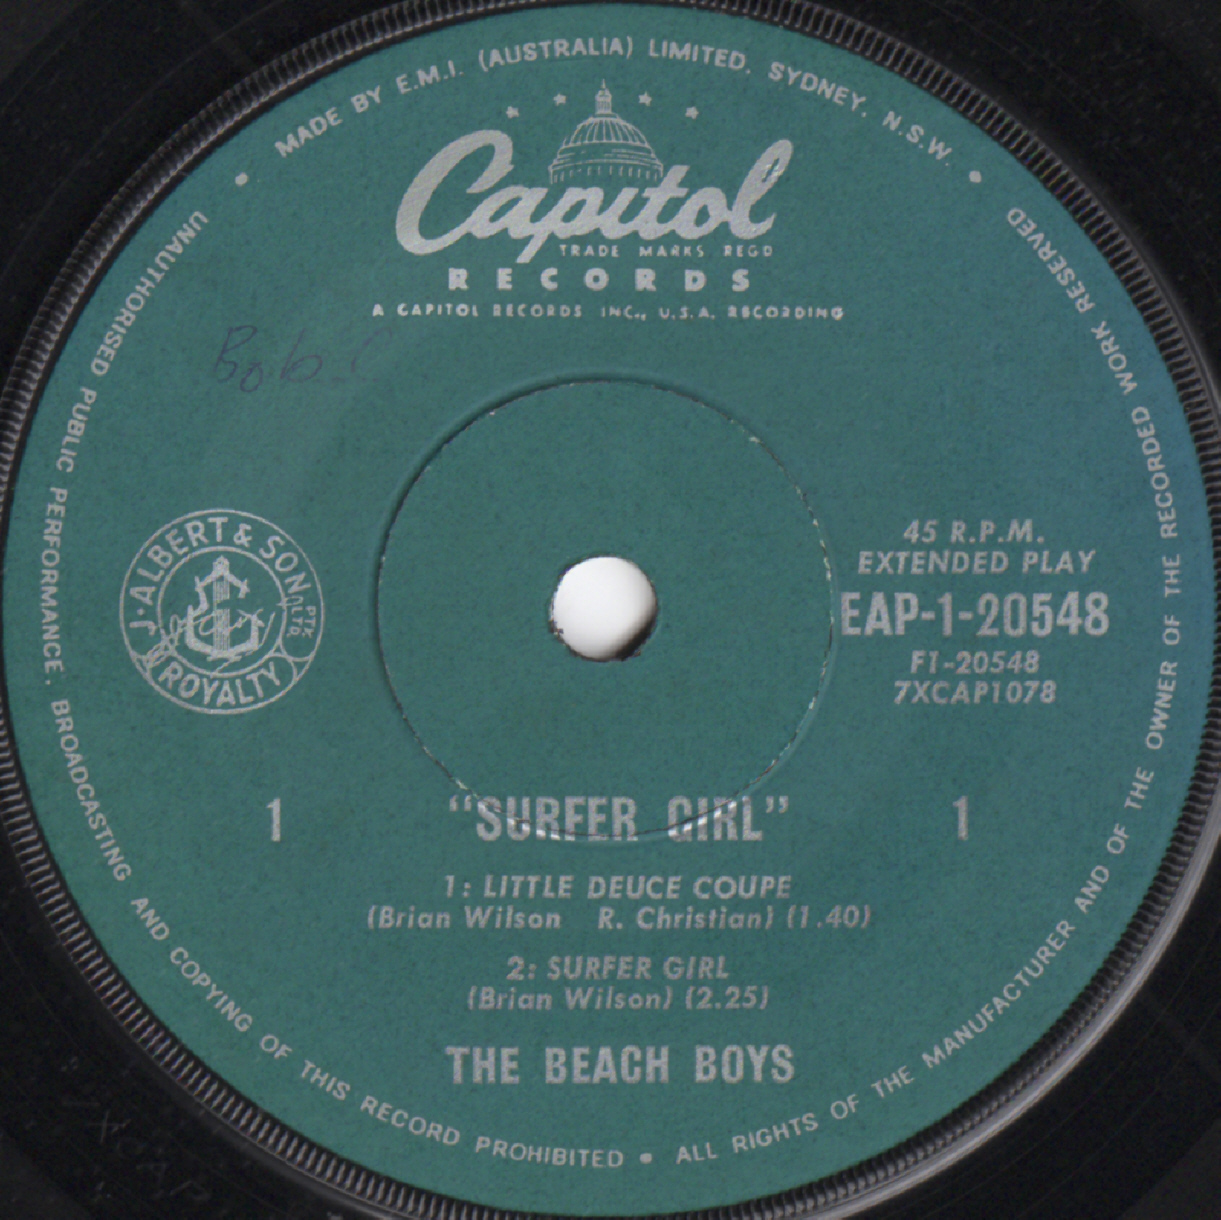 MADE BY E.M.I. (AUSTRALIA) LIMITED. SYDNEY, N.S.W.
Capitol
TRADE MARKS REGD
RECORDS
A CAPITOL RECORDS INC., U.S.A. RECORDING
Bob. C
J. ALBERT & SON PTY. LTD.
ROYALTY
45 R.P.M.
EXTENDED PLAY
EAP-1-20548
F1-20548
7XCAP1078
1 "SURFER GIRL" 1
1: LITTLE DEUCE COUPE
(Brian Wilson R. Christian) (1.40)
2: SURFER GIRL
(Brian Wilson) (2.25)
THE BEACH BOYS
UNAUTHORISED PUBLIC PERFORMANCE, BROADCASTING AND COPYING OF THIS RECORD PROHIBITED • ALL RIGHTS OF THE MANUFACTURER AND OF THE OWNER OF THE RECORDED WORK RESERVED